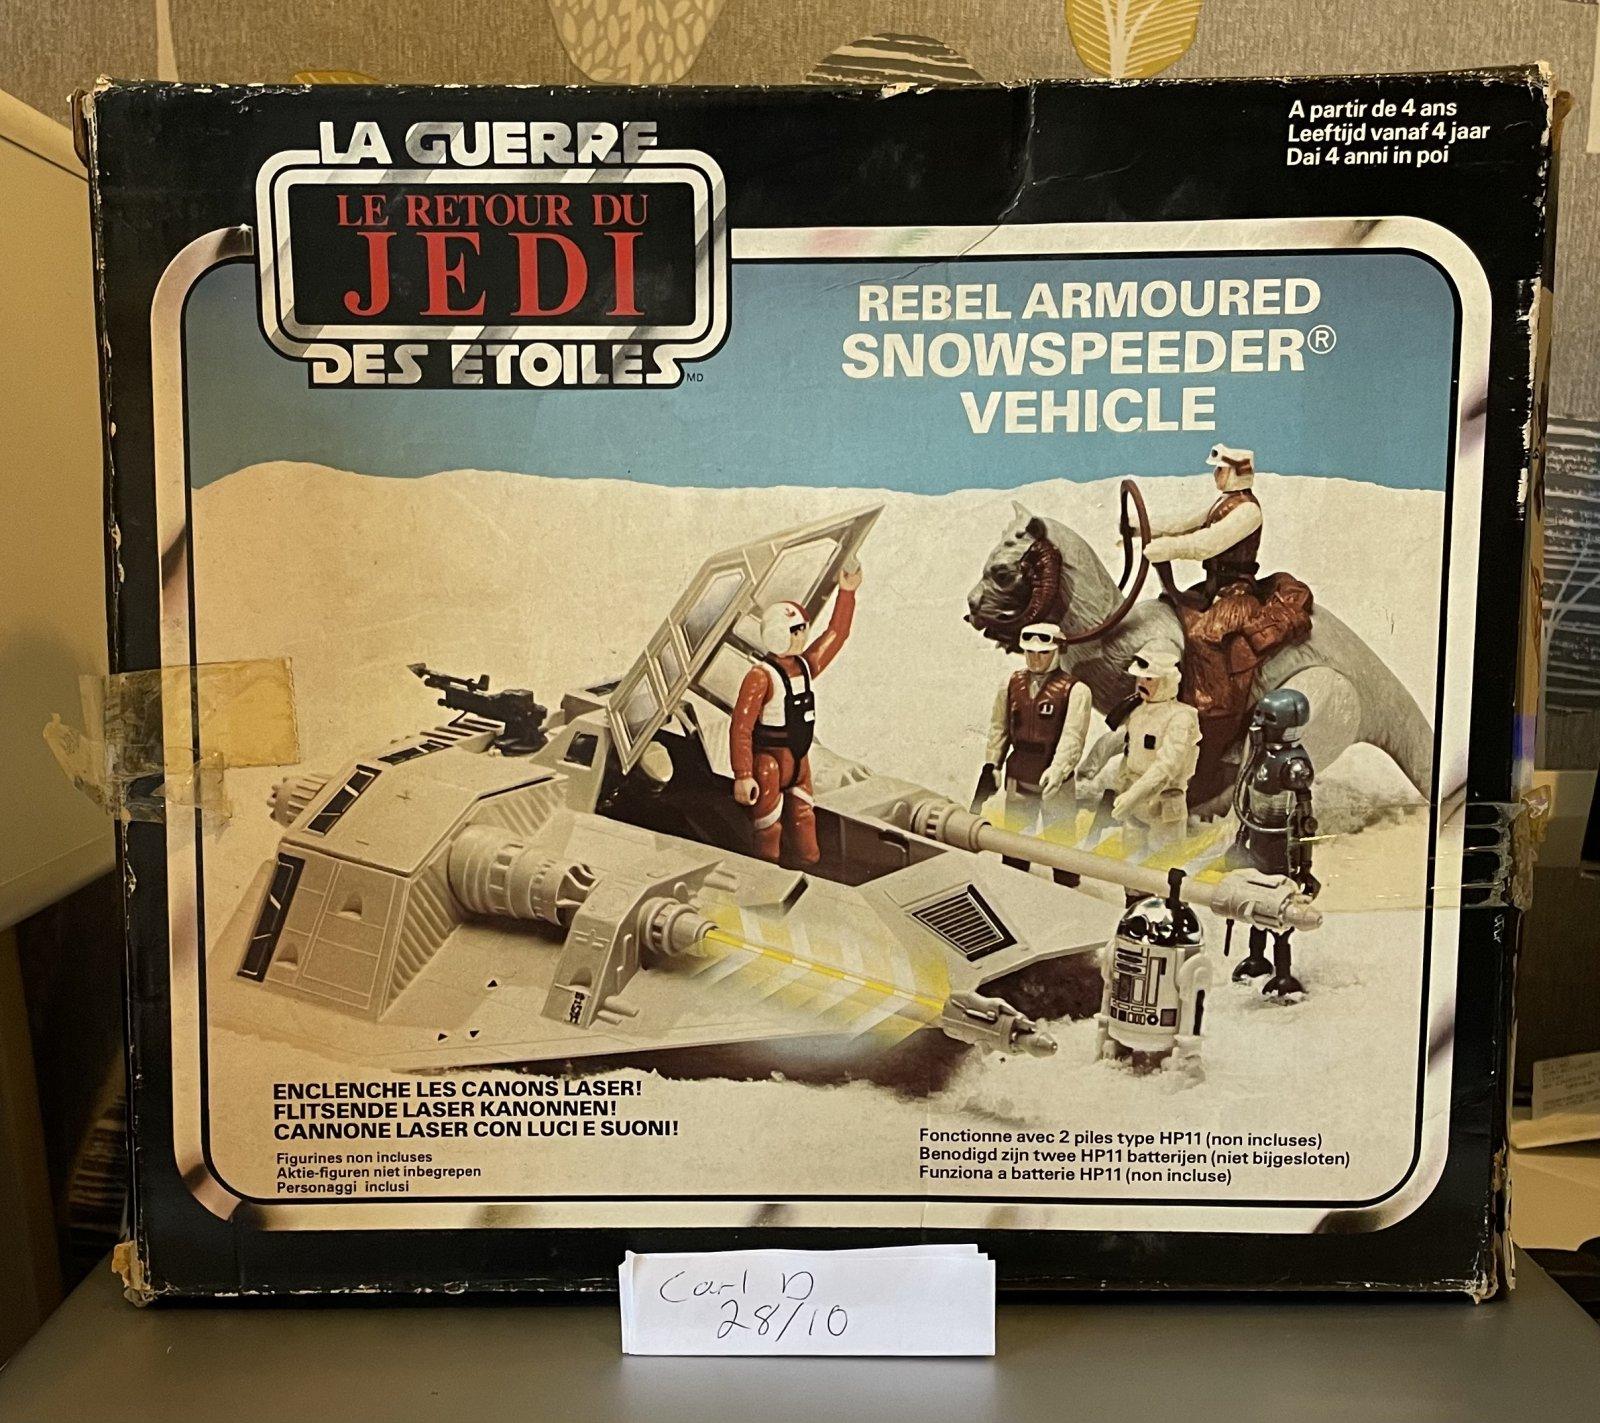 LA GUERRE
LE RETOUR DU
JEDI
DES ETOILES MD
A partir de 4 ans
Leeftijd vanaf 4 jaar
Dai 4 anni in poi
REBEL ARMOURED
SNOWSPEEDER®
VEHICLE
ENCLENCHE LES CANONS LASER!
FLITSENDE LASER KANONNEN!
CANNONE LASER CON LUCI E SUONI!
Figurines non incluses
Aktie-figuren niet inbegrepen
Personaggi inclusi
Fonctionne avec 2 piles type HP11 (non incluses)
Benodigd zijn twee HP11 batterijen (niet bijgesloten)
Funziona a batterie HP11 (non incluse)
Carl D
28/10